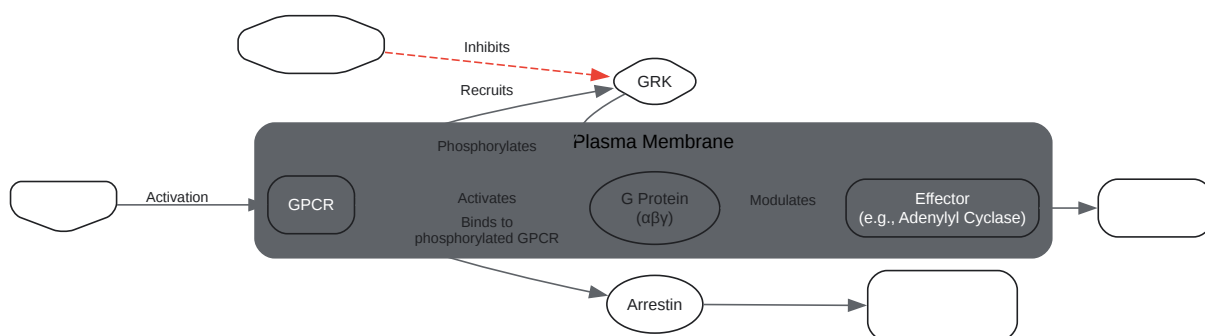 Inhibits
GRK
Recruits
Plasma Membrane
Phosphorylates
Activation
GPCR
Activates
G Protein
(αβγ)
Modulates
Effector
(e.g., Adenylyl Cyclase)
Binds to
phosphorylated GPCR
Arrestin